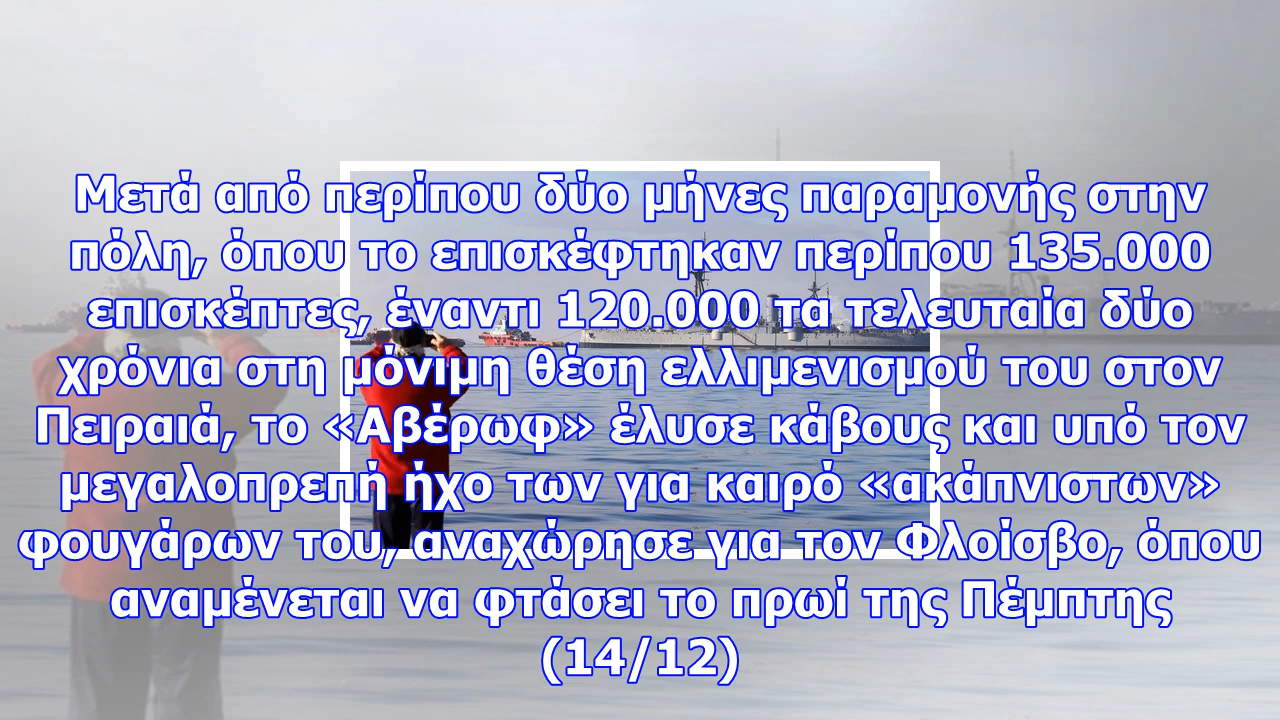 Μετά από περίπου δύο μήνες παραμονής στην
πόλη, όπου το επισκέφτηκαν περίπου 135.000
επισκέπτες, έναντι 120.000 τα τελευταία δύο
χρόνια στη μόνιμη θέση ελλιμενισμού του στον
Πειραιά, το «Αβέρωφ» έλυσε κάβους και υπό τον
μεγαλοπρεπή ήχο των για καιρό «ακάπνιστων»
φουγάρων του, αναχώρησε για τον Φλοίσβο, όπου
αναμένεται να φτάσει το πρωί της Πέμπτης
(14/12)